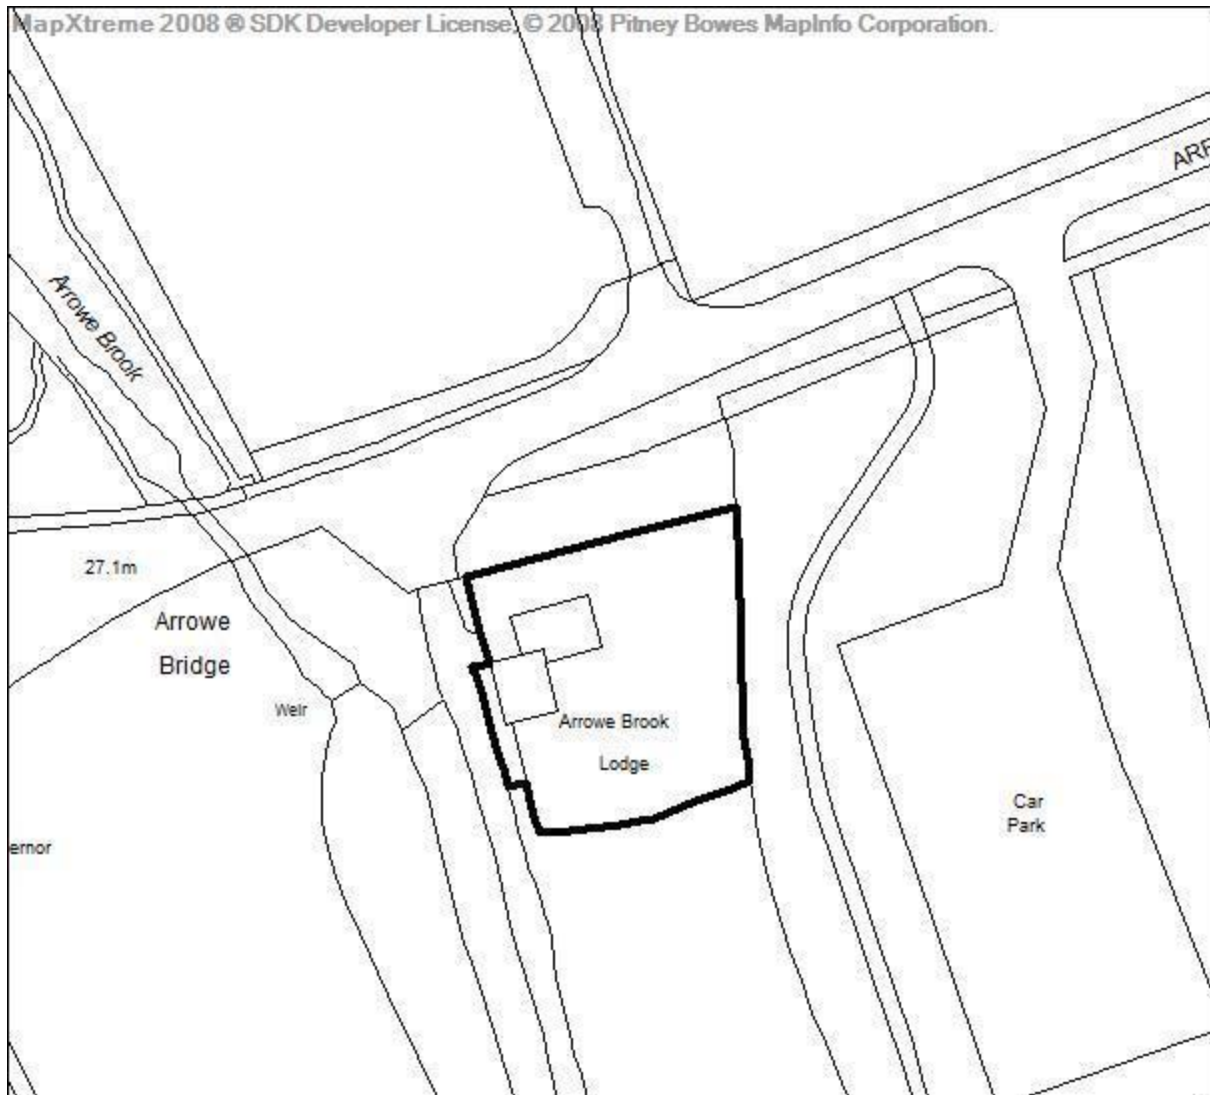 MapXtreme 2008 ® SDK Developer License, © 2008 Pitney Bowes MapInfo Corporation.
ARR
Arrowe Brook
27.1m
Arrowe
Bridge
Weir
Arrowe Brook
Lodge
Car
Park
ernor